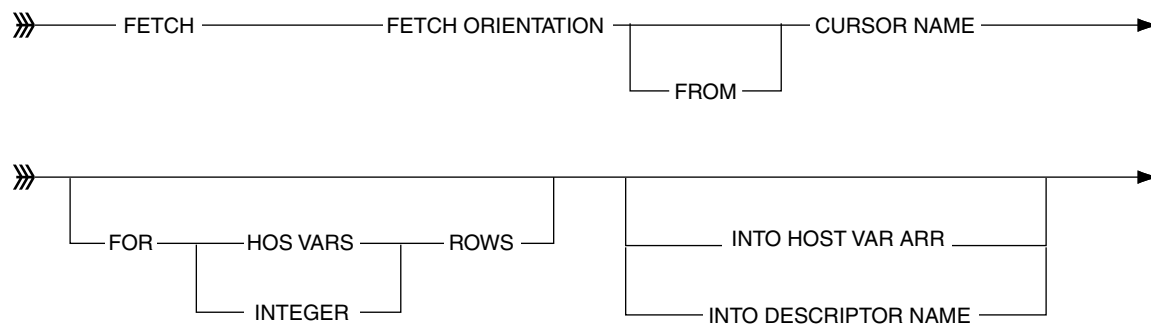 FETCH FETCH ORIENTATION CURSOR NAME
FROM
FOR HOS VARS ROWS INTO HOST VAR ARR
INTEGER INTO DESCRIPTOR NAME